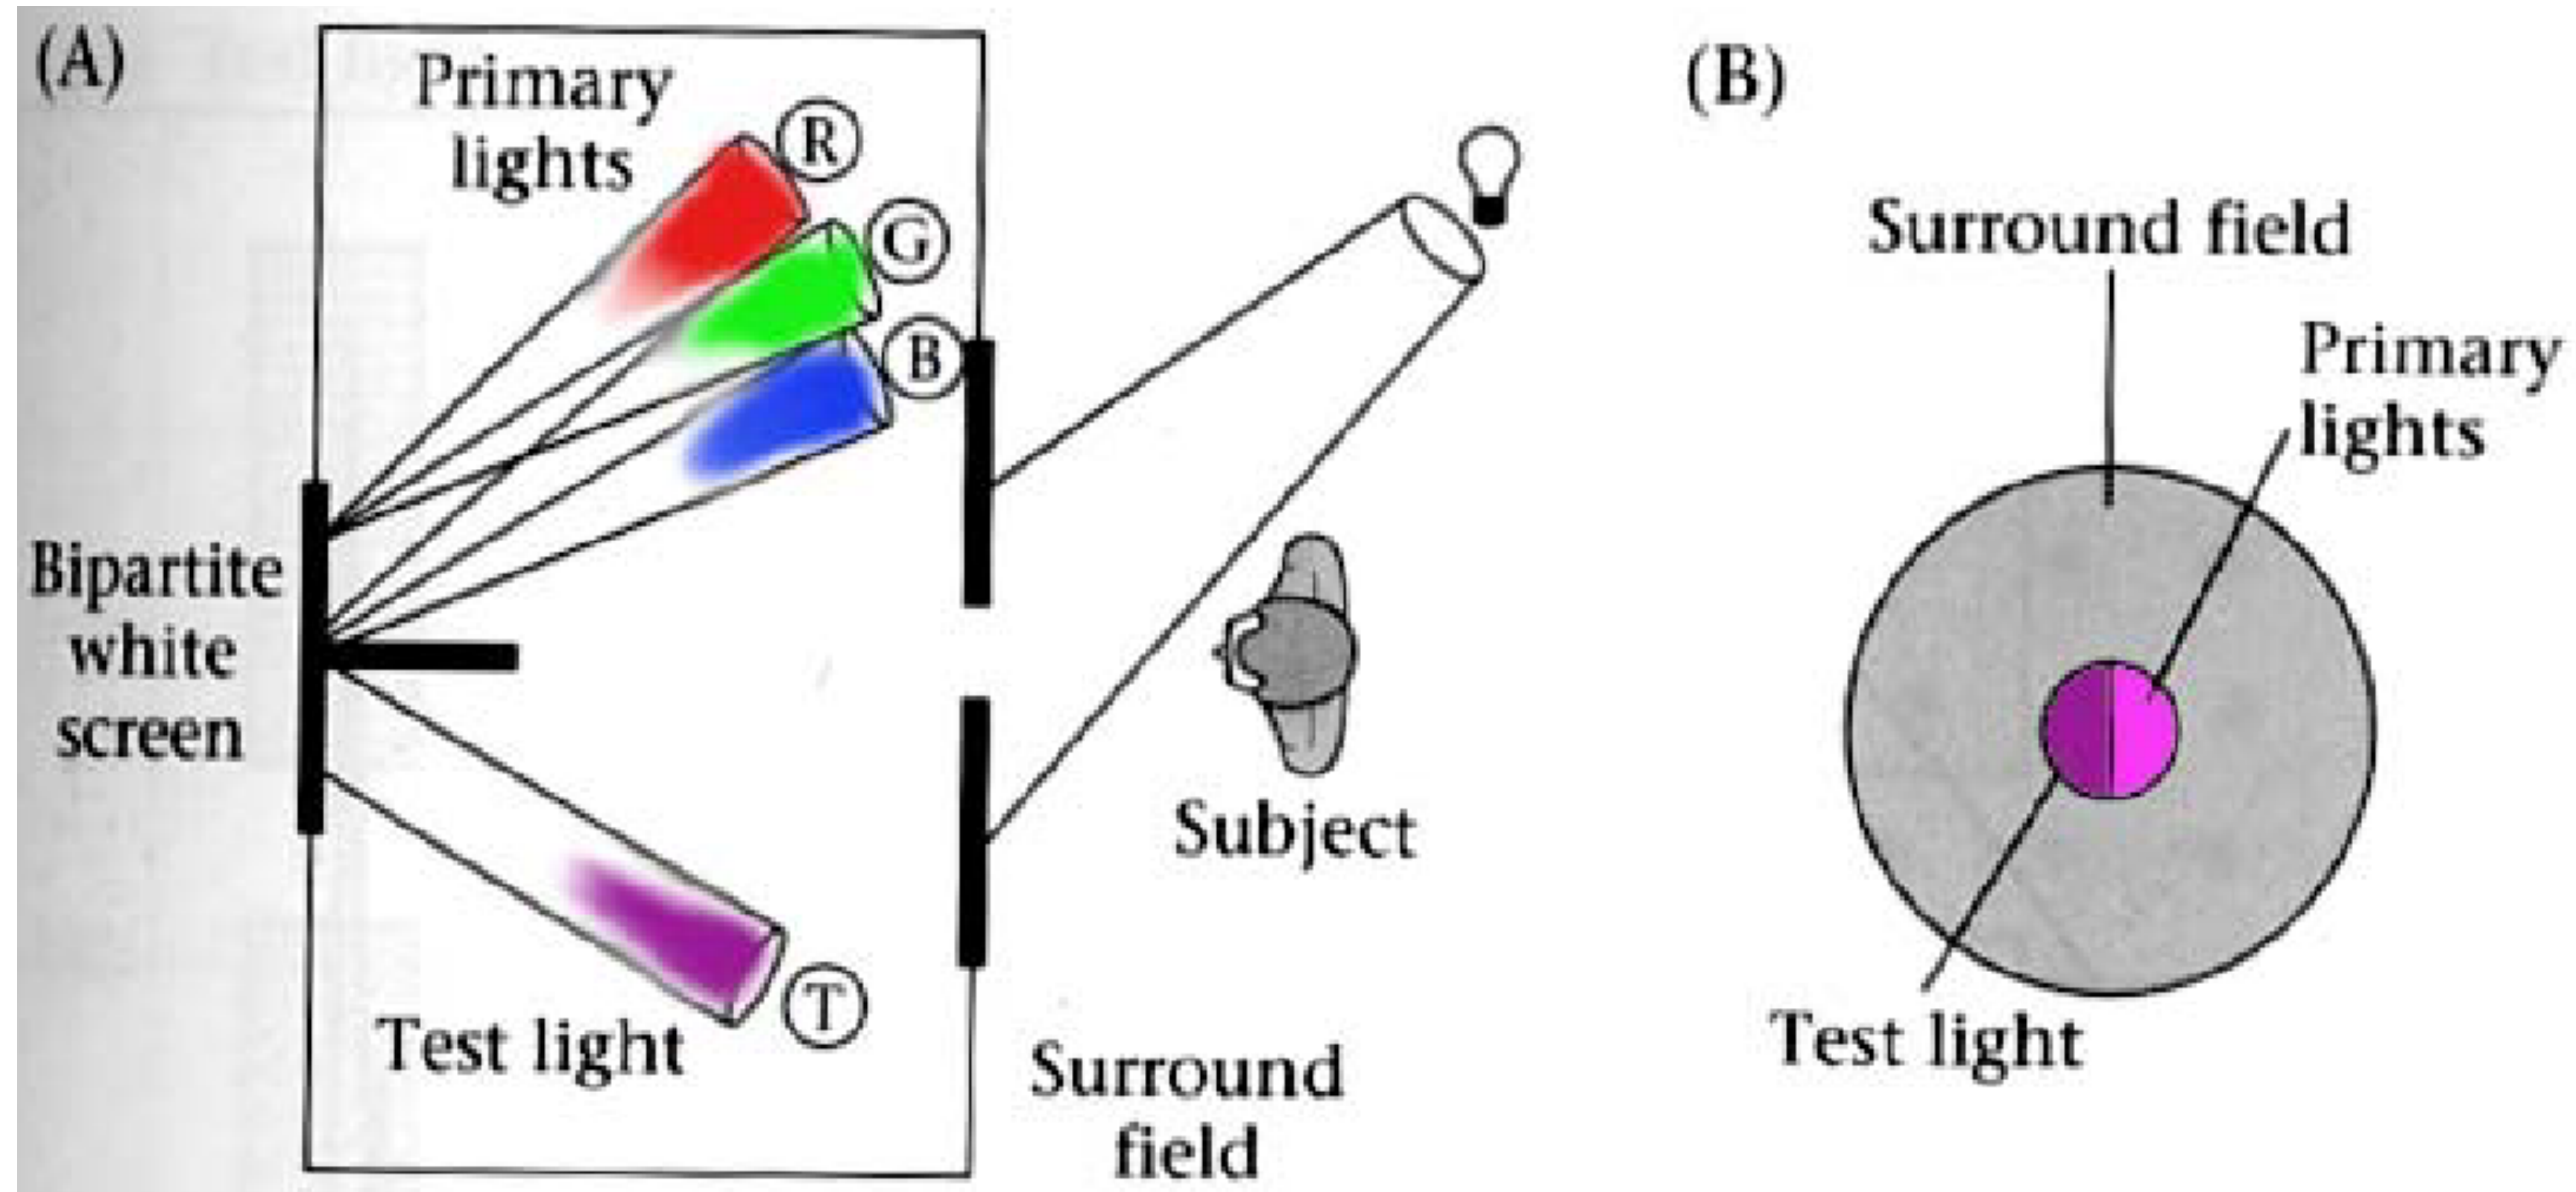 (A)
Primary
lights
R
G
B
Bipartite
white
screen
Test light
T
Subject
Surround
field
(B)
Surround field
Primary
lights
Test light